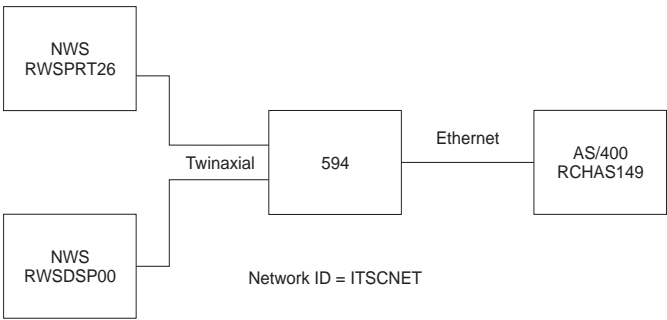 NWS
RWSPRT26
Twinaxial
594
Ethernet
AS/400
RCHAS149
NWS
RWSDSP00
Network ID = ITSCNET